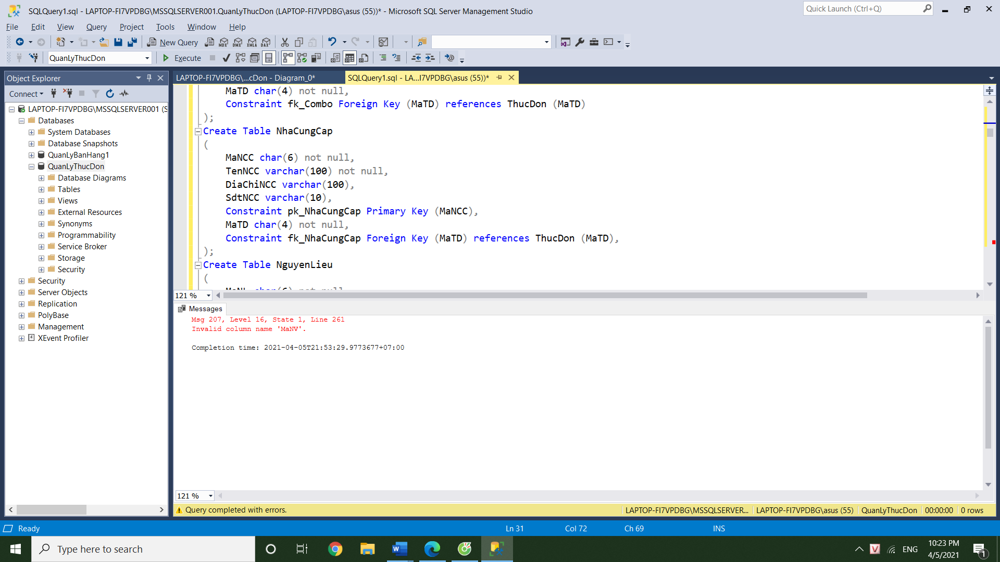 SQLQuery1.sql - LAPTOP-FI7VPDBG\MSSQLSERVER001.QuanLyThucDon (LAPTOP-FI7VPDBG\asus (55))* - Microsoft SQL Server Management Studio
Quick Launch (Ctrl+Q)
File Edit View Query Project Tools Window Help
New Query
MDX DMX XMLA DAX
QuanLyThucDon
Execute
Object Explorer
LAPTOP-FI7VPDBG\...cDon - Diagram_0*
SQLQuery1.sql - LA...I7VPDBG\asus (55))*
Connect
LAPTOP-FI7VPDBG\MSSQLSERVER001 (S
Databases
System Databases
Database Snapshots
QuanLyBanHang1
QuanLyThucDon
Database Diagrams
Tables
Views
External Resources
Synonyms
Programmability
Service Broker
Storage
Security
Security
Server Objects
Replication
PolyBase
Management
XEvent Profiler
MaTD char(4) not null,
Constraint fk_Combo Foreign Key (MaTD) references ThucDon (MaTD)
);
Create Table NhaCungCap
(
MaNCC char(6) not null,
TenNCC varchar(100) not null,
DiaChiNCC varchar(100),
SdtNCC varchar(10),
Constraint pk_NhaCungCap Primary Key (MaNCC),
MaTD char(4) not null,
Constraint fk_NhaCungCap Foreign Key (MaTD) references ThucDon (MaTD),
);
Create Table NguyenLieu
(
121 %
Messages
Msg 207, Level 16, State 1, Line 261
Invalid column name 'MaNV'.
Completion time: 2021-04-05T21:53:29.9773677+07:00
121 %
Query completed with errors.
LAPTOP-FI7VPDBG\MSSQLSERVER... LAPTOP-FI7VPDBG\asus (55) QuanLyThucDon 00:00:00 0 rows
Ready
Ln 31
Col 72
Ch 69
INS
Type here to search
ENG
10:23 PM
4/5/2021
1